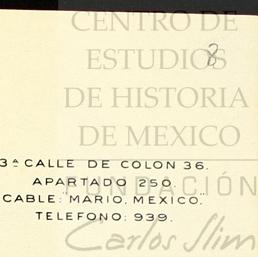 CENTRO DE
ESTUDIOS
8
DE HISTORIA
DE MEXICO
3ª CALLE DE COLON 36.
APARTADO 250.
FUNDACIÓN
CABLE: "MARIO, MEXICO."
TELEFONO: 939.
Carlos Slim